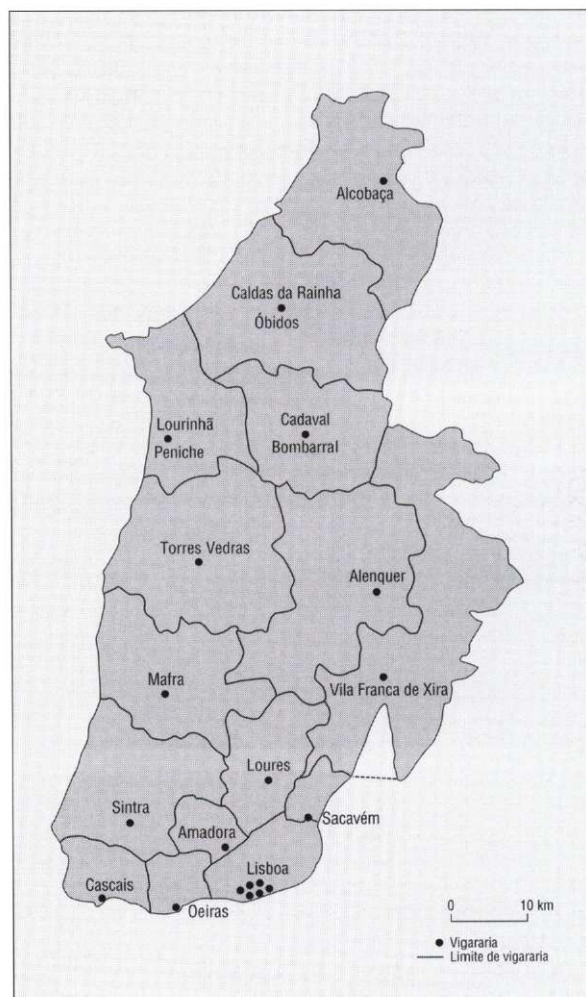 Alcobaça
Caldas da Rainha
Óbidos
Lourinhã
Peniche
Cadaval
Bombarral
Torres Vedras
Alenquer
Mafra
Vila Franca de Xira
Loures
Sintra
Sacavém
Amadora
Lisboa
Cascais
Oeiras
0 10 km
Vigararia
Limite de vigararia